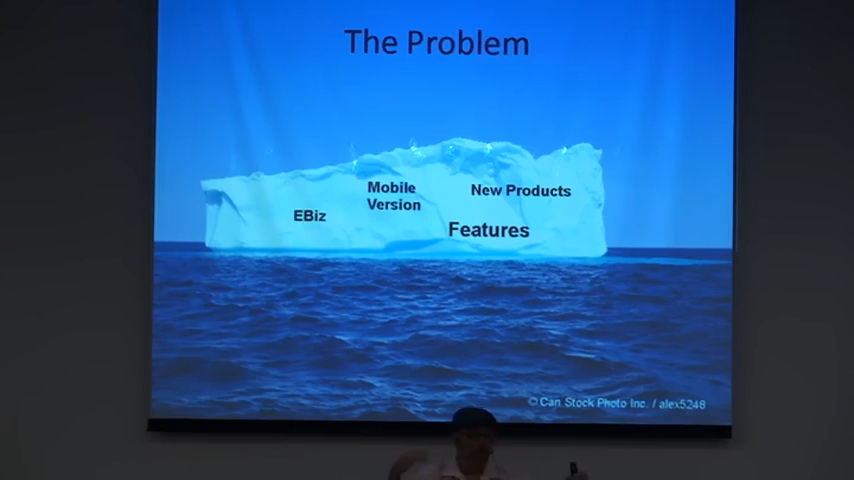 The Problem
Mobile
Version
New Products
EBiz
Features
© Can Stock Photo Inc. / alex5248